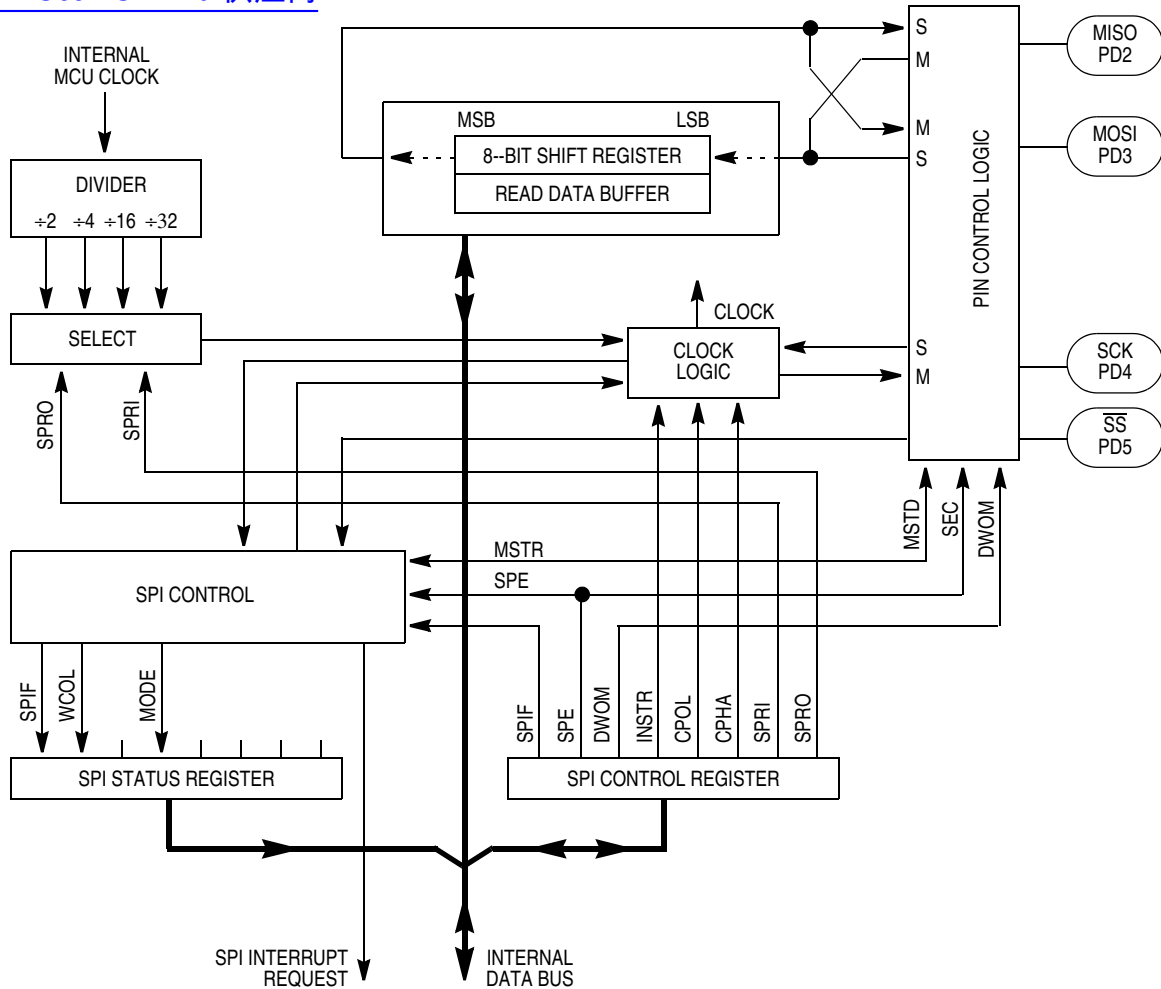 供应商
INTERNAL
MCU CLOCK
DIVIDER
÷2 ÷4 ÷16 ÷32
SELECT
SPRO
SPRI
MSB LSB
8--BIT SHIFT REGISTER
READ DATA BUFFER
CLOCK
CLOCK
LOGIC
S
M
M
S
S
M
PIN CONTROL LOGIC
MISO
PD2
MOSI
PD3
SCK
PD4
SS
PD5
MSTD
SEC
DWOM
MSTR
SPE
SPI CONTROL
SPIF
WCOL
MODE
SPI STATUS REGISTER
SPIF
SPE
DWOM
INSTR
CPOL
CPHA
SPRI
SPRO
SPI CONTROL REGISTER
SPI INTERRUPT
REQUEST
INTERNAL
DATA BUS